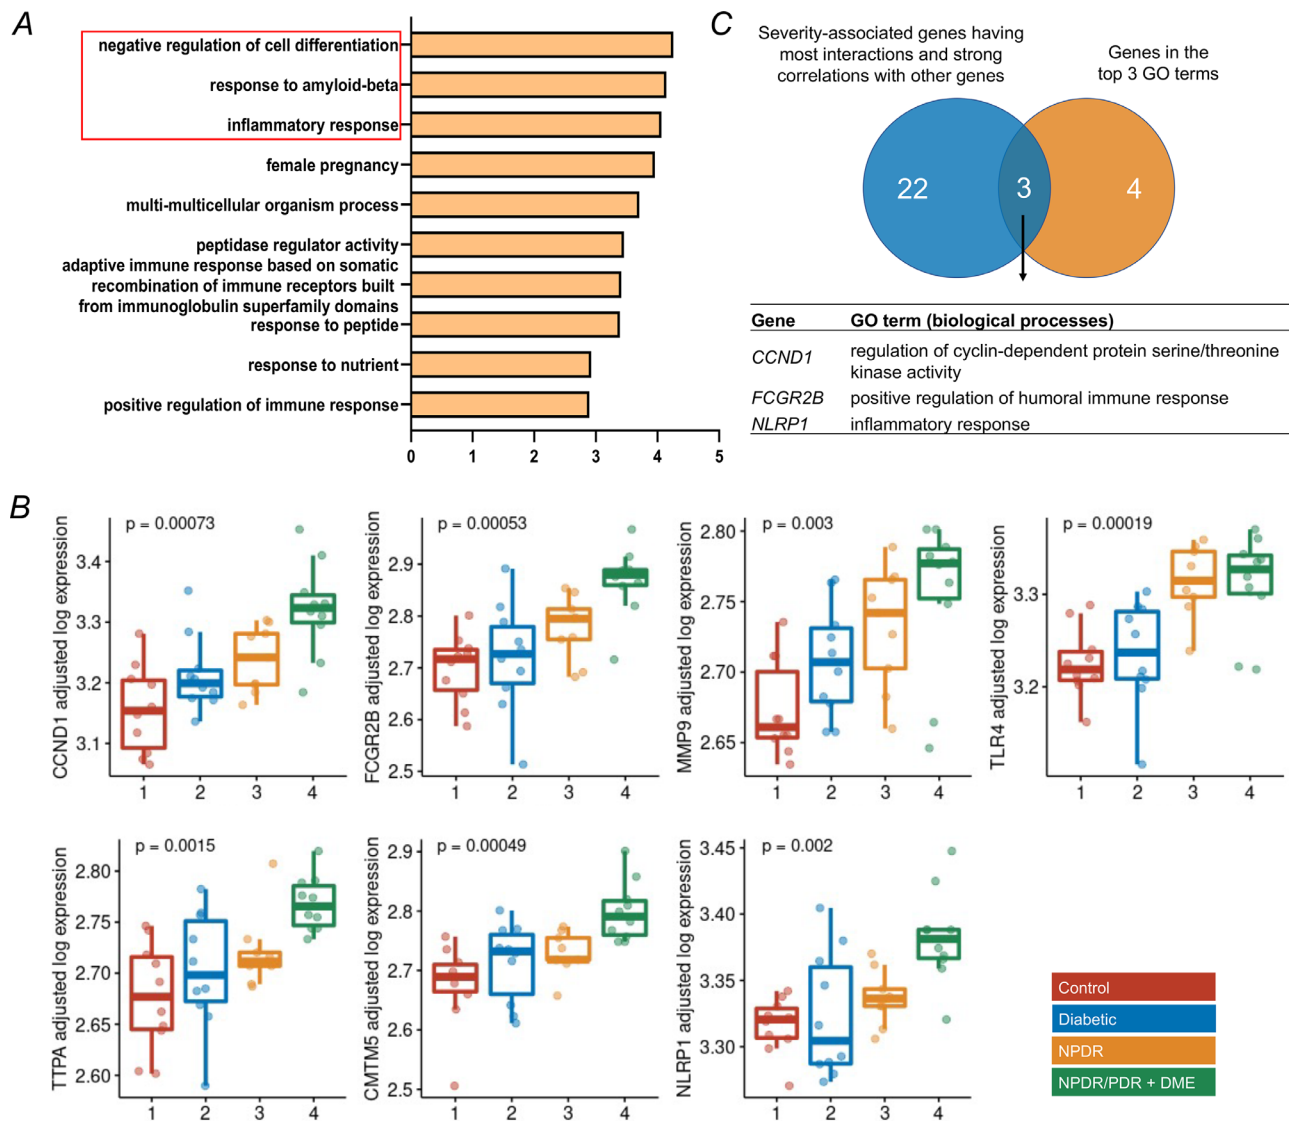 A
negative regulation of cell differentiation
response to amyloid-beta
inflammatory response
female pregnancy
multi-multicellular organism process
peptidase regulator activity
adaptive immune response based on somatic
recombination of immune receptors built
from immunoglobulin superfamily domains
response to peptide
response to nutrient
positive regulation of immune response
0 1 2 3 4 5
C
Severity-associated genes having
most interactions and strong
correlations with other genes
Genes in the
top 3 GO terms
22 3 4
Gene GO term (biological processes)
CCND1 regulation of cyclin-dependent protein serine/threonine
kinase activity
FCGR2B positive regulation of humoral immune response
NLRP1 inflammatory response
B
CCND1 adjusted log expression
p = 0.00073
3.4
3.3
3.2
3.1
1 2 3 4
FCGR2B adjusted log expression
p = 0.00053
2.9
2.8
2.7
2.6
2.5
1 2 3 4
MMP9 adjusted log expression
p = 0.003
2.80
2.75
2.70
2.65
1 2 3 4
TLR4 adjusted log expression
p = 0.00019
3.3
3.2
1 2 3 4
TTPA adjusted log expression
p = 0.0015
2.80
2.75
2.70
2.65
2.60
1 2 3 4
CMTM5 adjusted log expression
p = 0.00049
2.9
2.8
2.7
2.6
2.5
1 2 3 4
NLRP1 adjusted log expression
p = 0.002
3.45
3.40
3.35
3.30
1 2 3 4
Control
Diabetic
NPDR
NPDR/PDR + DME